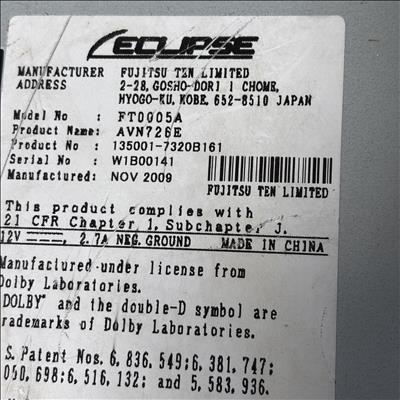 ECLIPSE
MANUFACTURER FUJITSU TEN LIMITED
ADDRESS 2-28, GOSHO-DORI 1 CHOME,
HYOGO-KU, KOBE, 652-8510 JAPAN
Model No : FT0005A
Product Name: AVN726E
Product No : 135001-7320B161
Serial No : W1B00141
Manufactured: NOV 2009
FUJITSU TEN LIMITED
This product complies with
21 CFR Chapter 1, Subchapter J.
12V ⎓, 2.7A NEG. GROUND MADE IN CHINA
Manufactured under license from
Dolby Laboratories.
"DOLBY" and the double-D symbol are
trademarks of Dolby Laboratories.
S. Patent Nos. 6,836,549;6,381,747;
698;6,516,132; and 5,583,936.